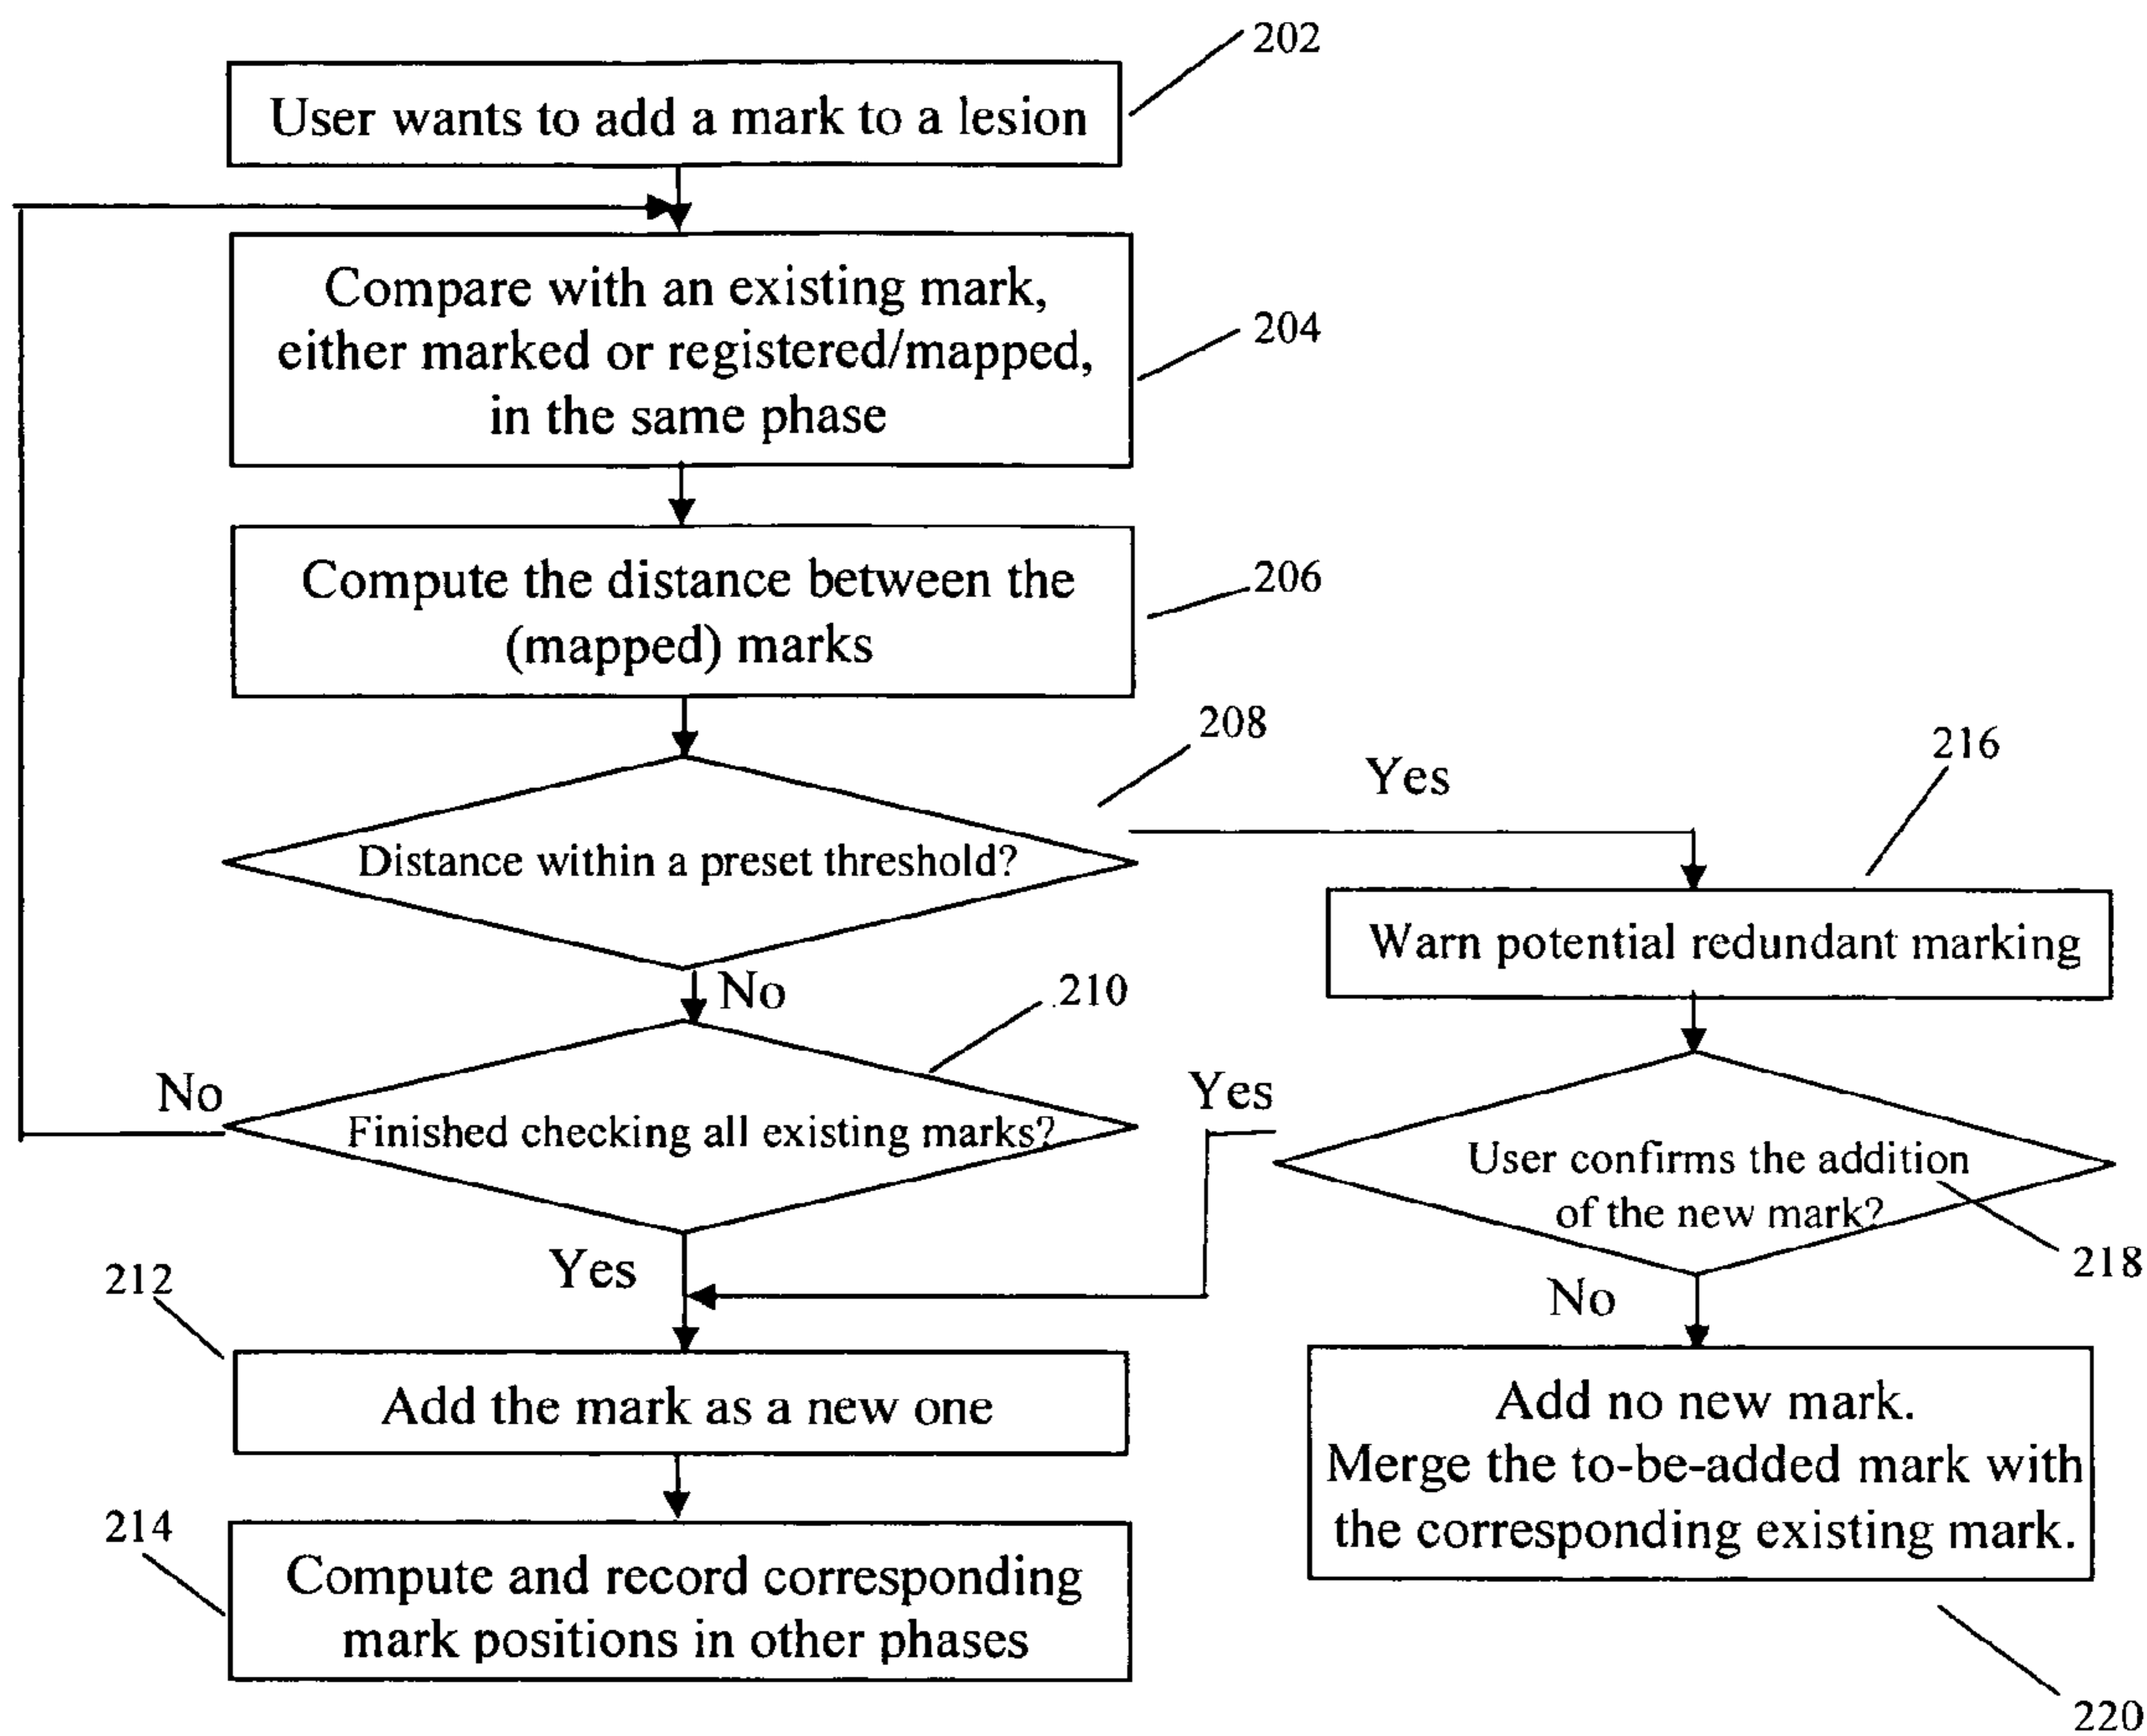 202
User wants to add a mark to a lesion
Compare with an existing mark,
either marked or registered/mapped,
in the same phase
204
Compute the distance between the
(mapped) marks
206
208
Distance within a preset threshold?
Yes
216
Warn potential redundant marking
No
.210
Finished checking all existing marks?
No
Yes
User confirms the addition
of the new mark?
218
Yes
No
212
Add the mark as a new one
Add no new mark.
Merge the to-be-added mark with
the corresponding existing mark.
214
Compute and record corresponding
mark positions in other phases
220